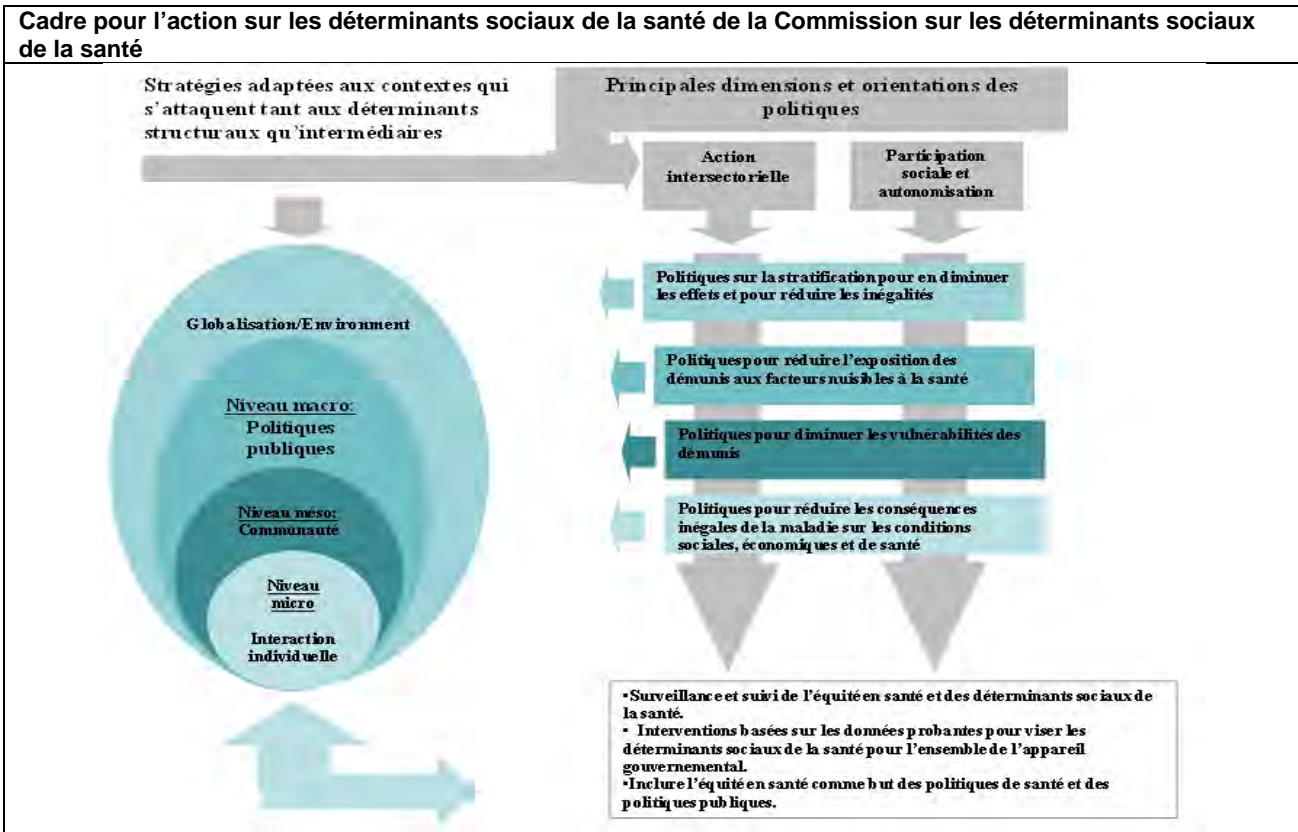 Cadre pour l'action sur les déterminants sociaux de la santé de la Commission sur les déterminants sociaux
de la santé
Stratégies adaptées aux contextes qui
s'attaquent tant aux déterminants
structuraux qu'intermédiaires
Principales dimensions et orientations des
politiques
Action
intersectorielle
Participation
sociale et
autonomisation
Globalisation/Environment
Niveau macro:
Politiques
publiques
Niveau méso:
Communauté
Niveau
micro
Interaction
individuelle
Politiques sur la stratification pour en diminuer
les effets et pour réduire les inégalités
Politiques pour réduire l'exposition des
démunis aux facteurs nuisibles à la santé
Politiques pour diminuer les vulnérabilités des
démunis
Politiques pour réduire les conséquences
inégales de la maladie sur les conditions
sociales, économiques et de santé
▪Surveillance et suivi de l'équité en santé et des déterminants sociaux de
la santé.
▪ Interventions basées sur les données probantes pour viser les
déterminants sociaux de la santé pour l'ensemble de l'appareil
gouvernemental.
▪Inclure l'équité en santé comme but des politiques de santé et des
politiques publiques.